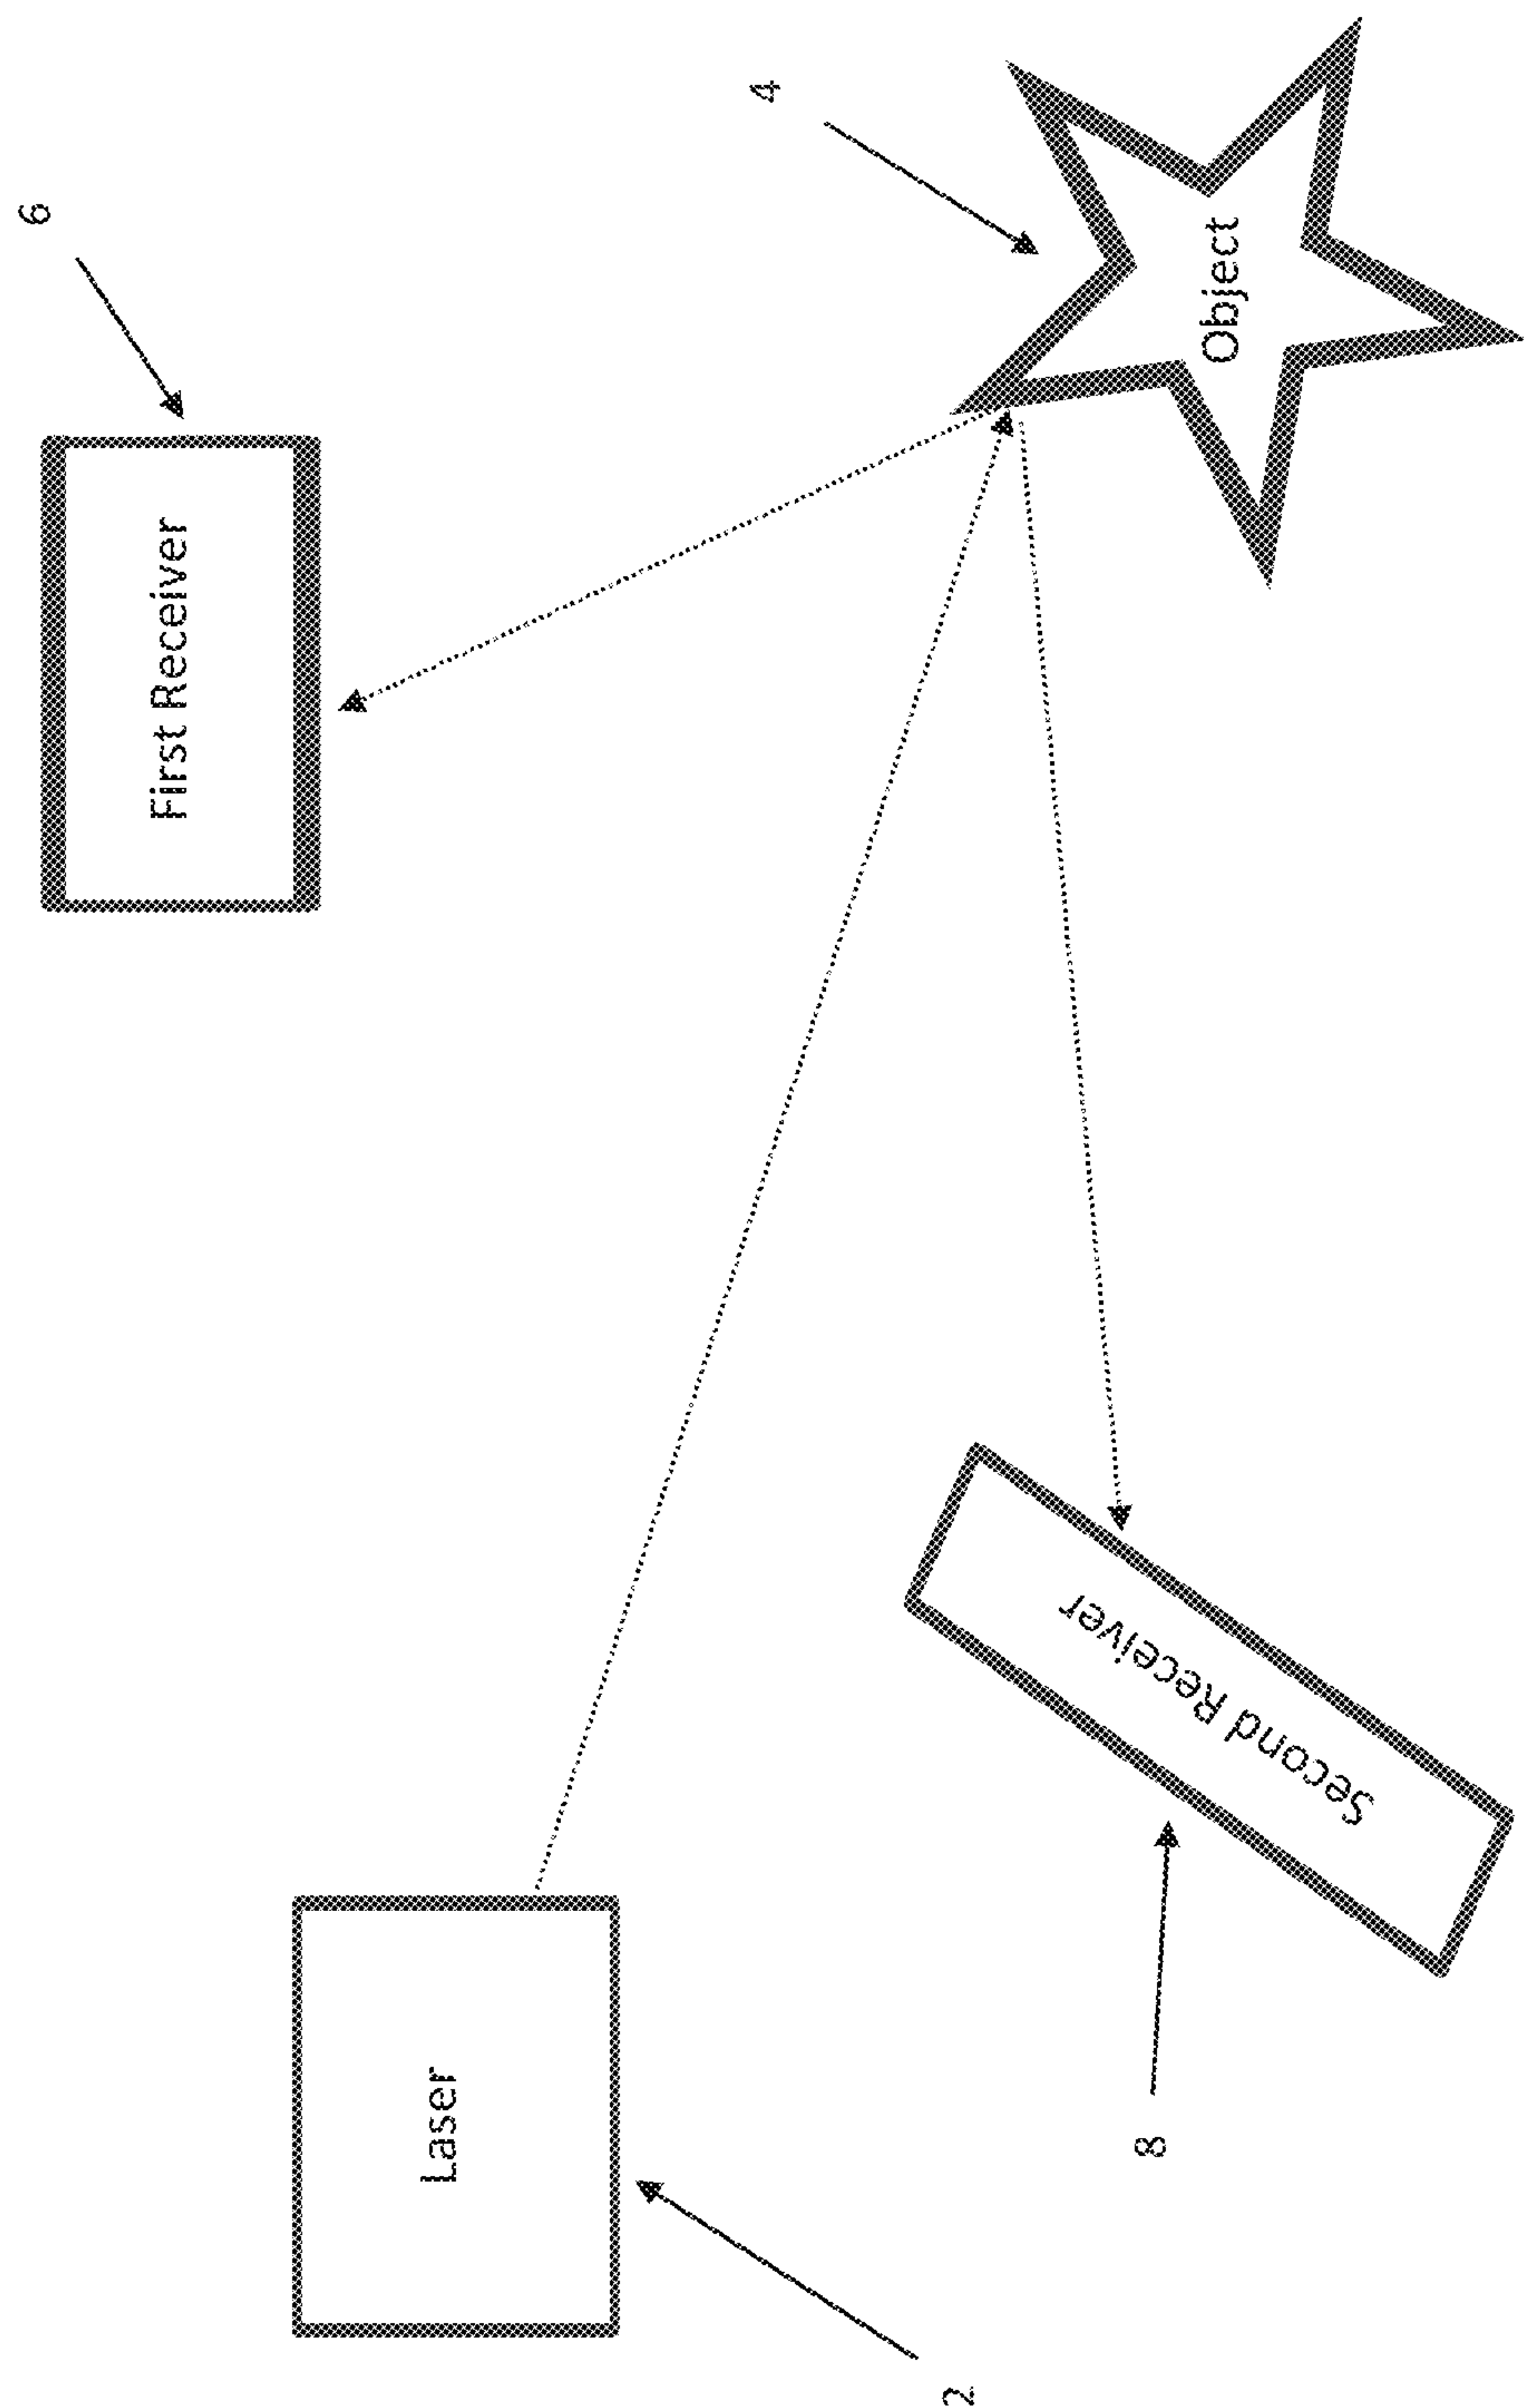 6
First Receiver
Laser
4
2
8
Second Receiver
Object